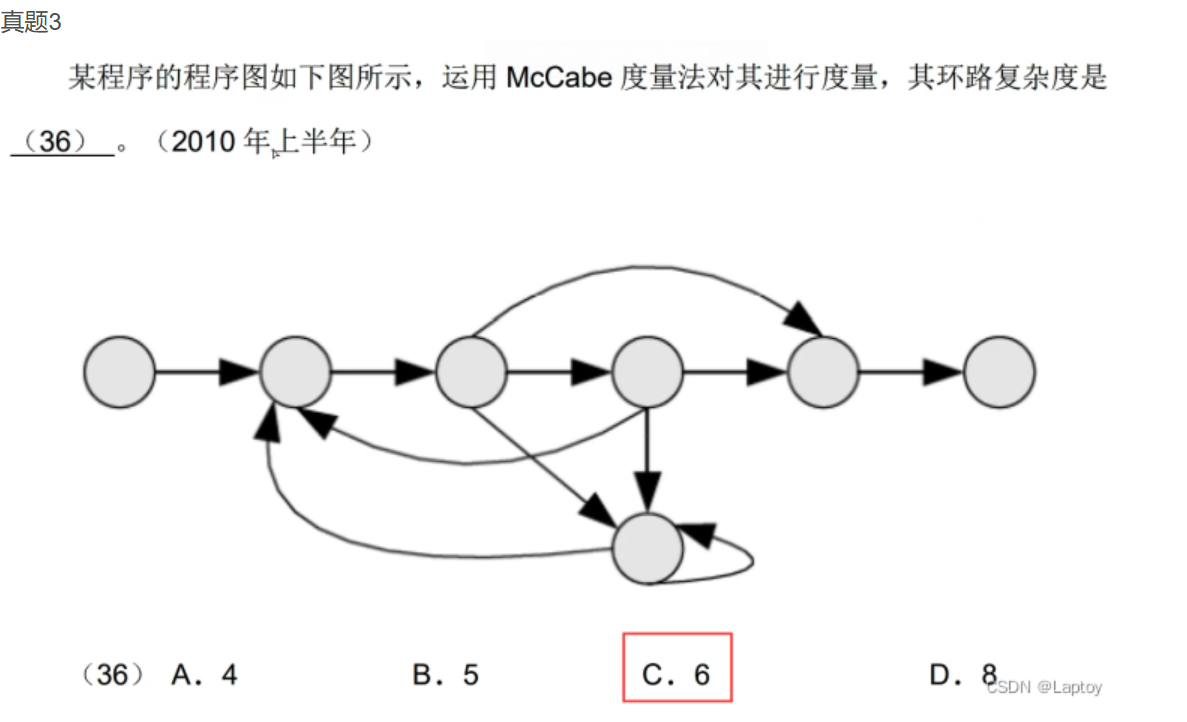 真题3
某程序的程序图如下图所示，运用 McCabe 度量法对其进行度量，其环路复杂度是
（36） 。（2010 年上半年）
（36） A．4 B．5 C．6 D．8
CSDN @Laptoy